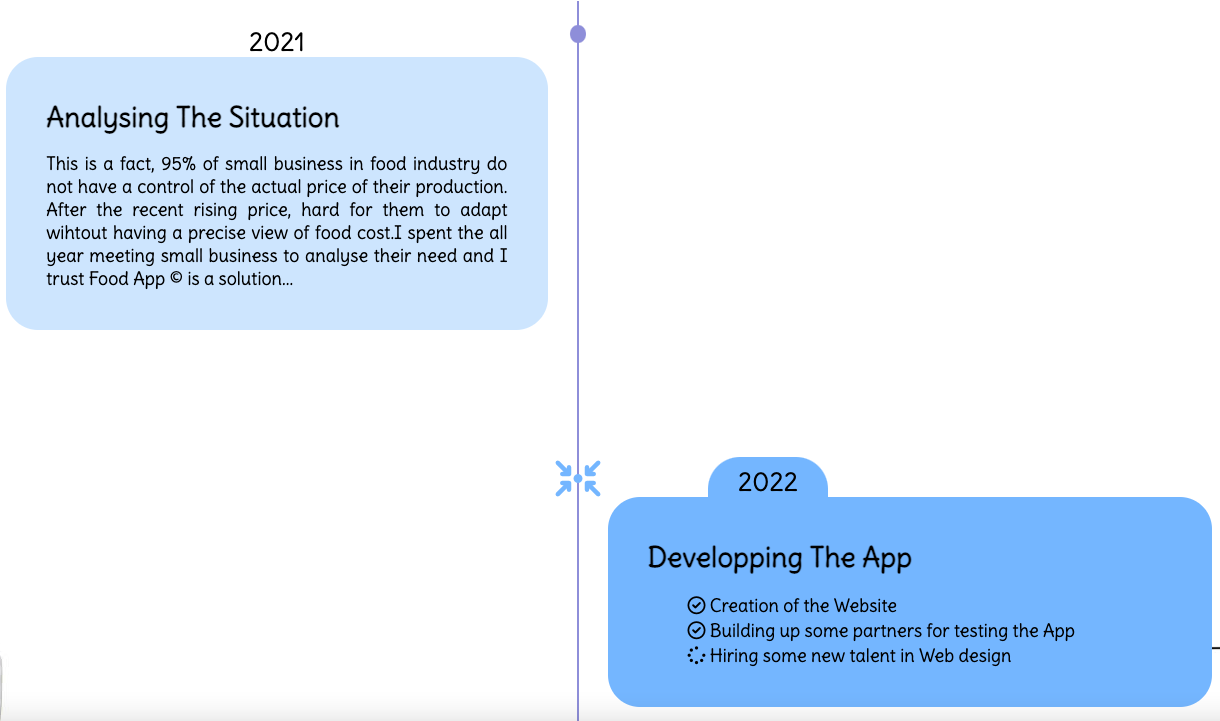 2021
Analysing The Situation
This is a fact, 95% of small business in food industry do
not have a control of the actual price of their production.
After the recent rising price, hard for them to adapt
wihtout having a precise view of food cost.I spent the all
year meeting small business to analyse their need and I
trust Food App © is a solution...
2022
Developping The App
Creation of the Website
Building up some partners for testing the App
Hiring some new talent in Web design